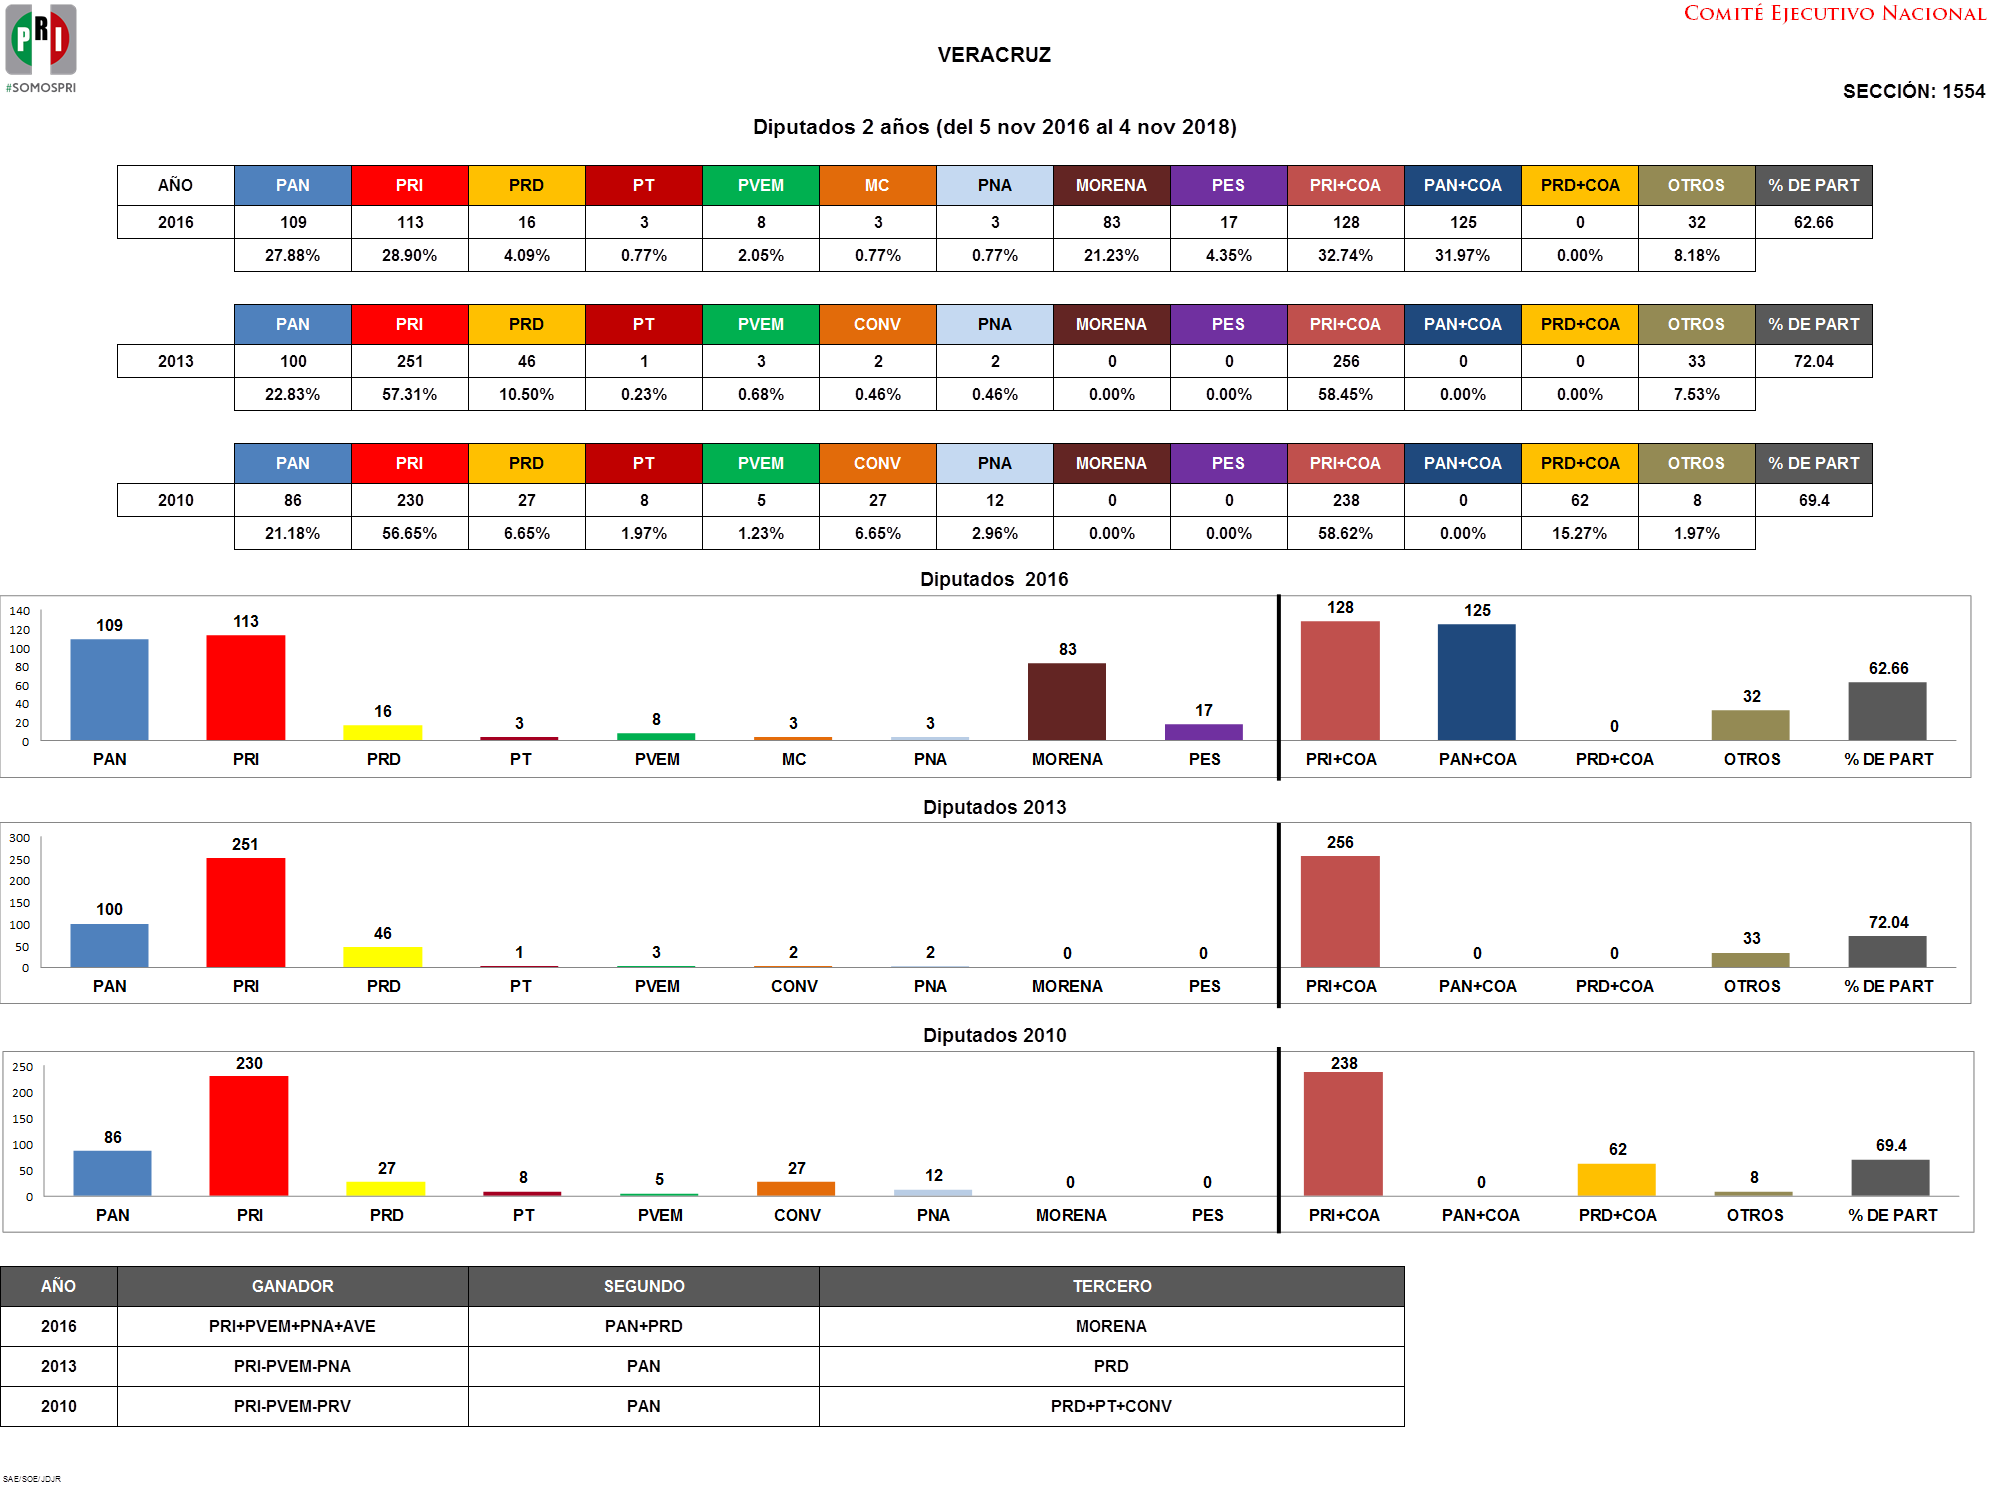 PRI
#SOMOSPRI
COMITÉ EJECUTIVO NACIONAL
VERACRUZ
SECCIÓN: 1554
Diputados 2 años (del 5 nov 2016 al 4 nov 2018)
AÑO PAN PRI PRD PT PVEM MC PNA MORENA PES PRI+COA PAN+COA PRD+COA OTROS % DE PART
2016 109 113 16 3 8 3 3 83 17 128 125 0 32 62.66
27.88% 28.90% 4.09% 0.77% 2.05% 0.77% 0.77% 21.23% 4.35% 32.74% 31.97% 0.00% 8.18%
PAN PRI PRD PT PVEM CONV PNA MORENA PES PRI+COA PAN+COA PRD+COA OTROS % DE PART
2013 100 251 46 1 3 2 2 0 0 256 0 0 33 72.04
22.83% 57.31% 10.50% 0.23% 0.68% 0.46% 0.46% 0.00% 0.00% 58.45% 0.00% 0.00% 7.53%
PAN PRI PRD PT PVEM CONV PNA MORENA PES PRI+COA PAN+COA PRD+COA OTROS % DE PART
2010 86 230 27 8 5 27 12 0 0 238 0 62 8 69.4
21.18% 56.65% 6.65% 1.97% 1.23% 6.65% 2.96% 0.00% 0.00% 58.62% 0.00% 15.27% 1.97%
Diputados 2016
140
120
100
80
60
40
20
0
109 113 16 3 8 3 3 83 17 128 125 0 32 62.66
PAN PRI PRD PT PVEM MC PNA MORENA PES PRI+COA PAN+COA PRD+COA OTROS % DE PART
Diputados 2013
300
250
200
150
100
50
0
100 251 46 1 3 2 2 0 0 256 0 0 33 72.04
PAN PRI PRD PT PVEM CONV PNA MORENA PES PRI+COA PAN+COA PRD+COA OTROS % DE PART
Diputados 2010
250
200
150
100
50
0
86 230 27 8 5 27 12 0 0 238 0 62 8 69.4
PAN PRI PRD PT PVEM CONV PNA MORENA PES PRI+COA PAN+COA PRD+COA OTROS % DE PART
AÑO GANADOR SEGUNDO TERCERO
2016 PRI+PVEM+PNA+AVE PAN+PRD MORENA
2013 PRI-PVEM-PNA PAN PRD
2010 PRI-PVEM-PRV PAN PRD+PT+CONV
SAE/SOE/JDJR